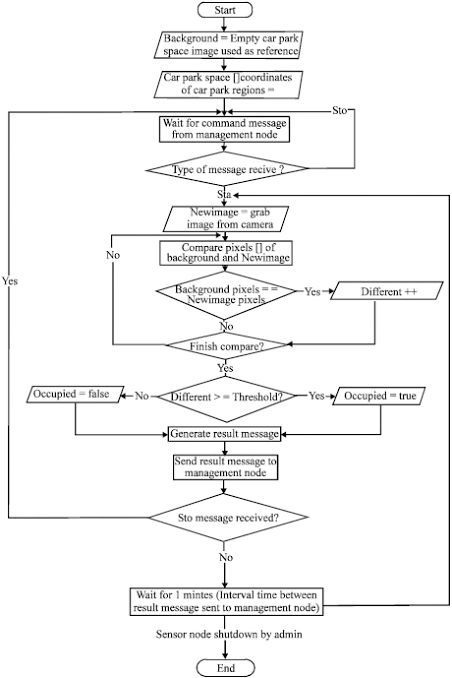 Start
Background = Empty car park
space image used as reference
Car park space []coordinates
of car park regions =
Sto
Wait for command message
from management node
Type of message recive ?
Sta
Newimage = grab
image from camera
No
Compare pixels [] of
background and Newimage
Yes
Background pixels = =
Newimage pixels
Yes
Different ++
No
Finish compare?
Yes
Occupied = false
No
Different > = Threshold?
Yes
Occupied = true
Generate result message
Send result message to
management node
Sto message received?
No
Wait for 1 mintes (Interval time between
result message sent to management node)
Sensor node shutdown by admin
End